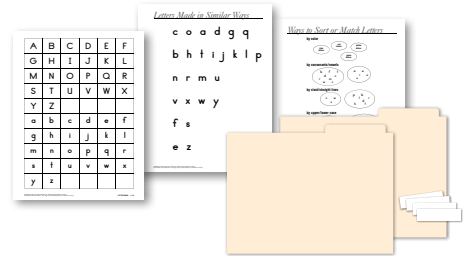 A B C D E F
G H I J K L
M N O P Q R
S T U V W X
Y Z
a b c d e f
g h i j k l
m n o p q r
s t u v w x
y z
Letters Made in Similar Ways
c o a d g q
b h t i j k l p
n r m u
v x w y
f s
e z
Ways to Sort or Match Letters
by color
by consonants/vowels
by slant/straight lines
by upper/lower case